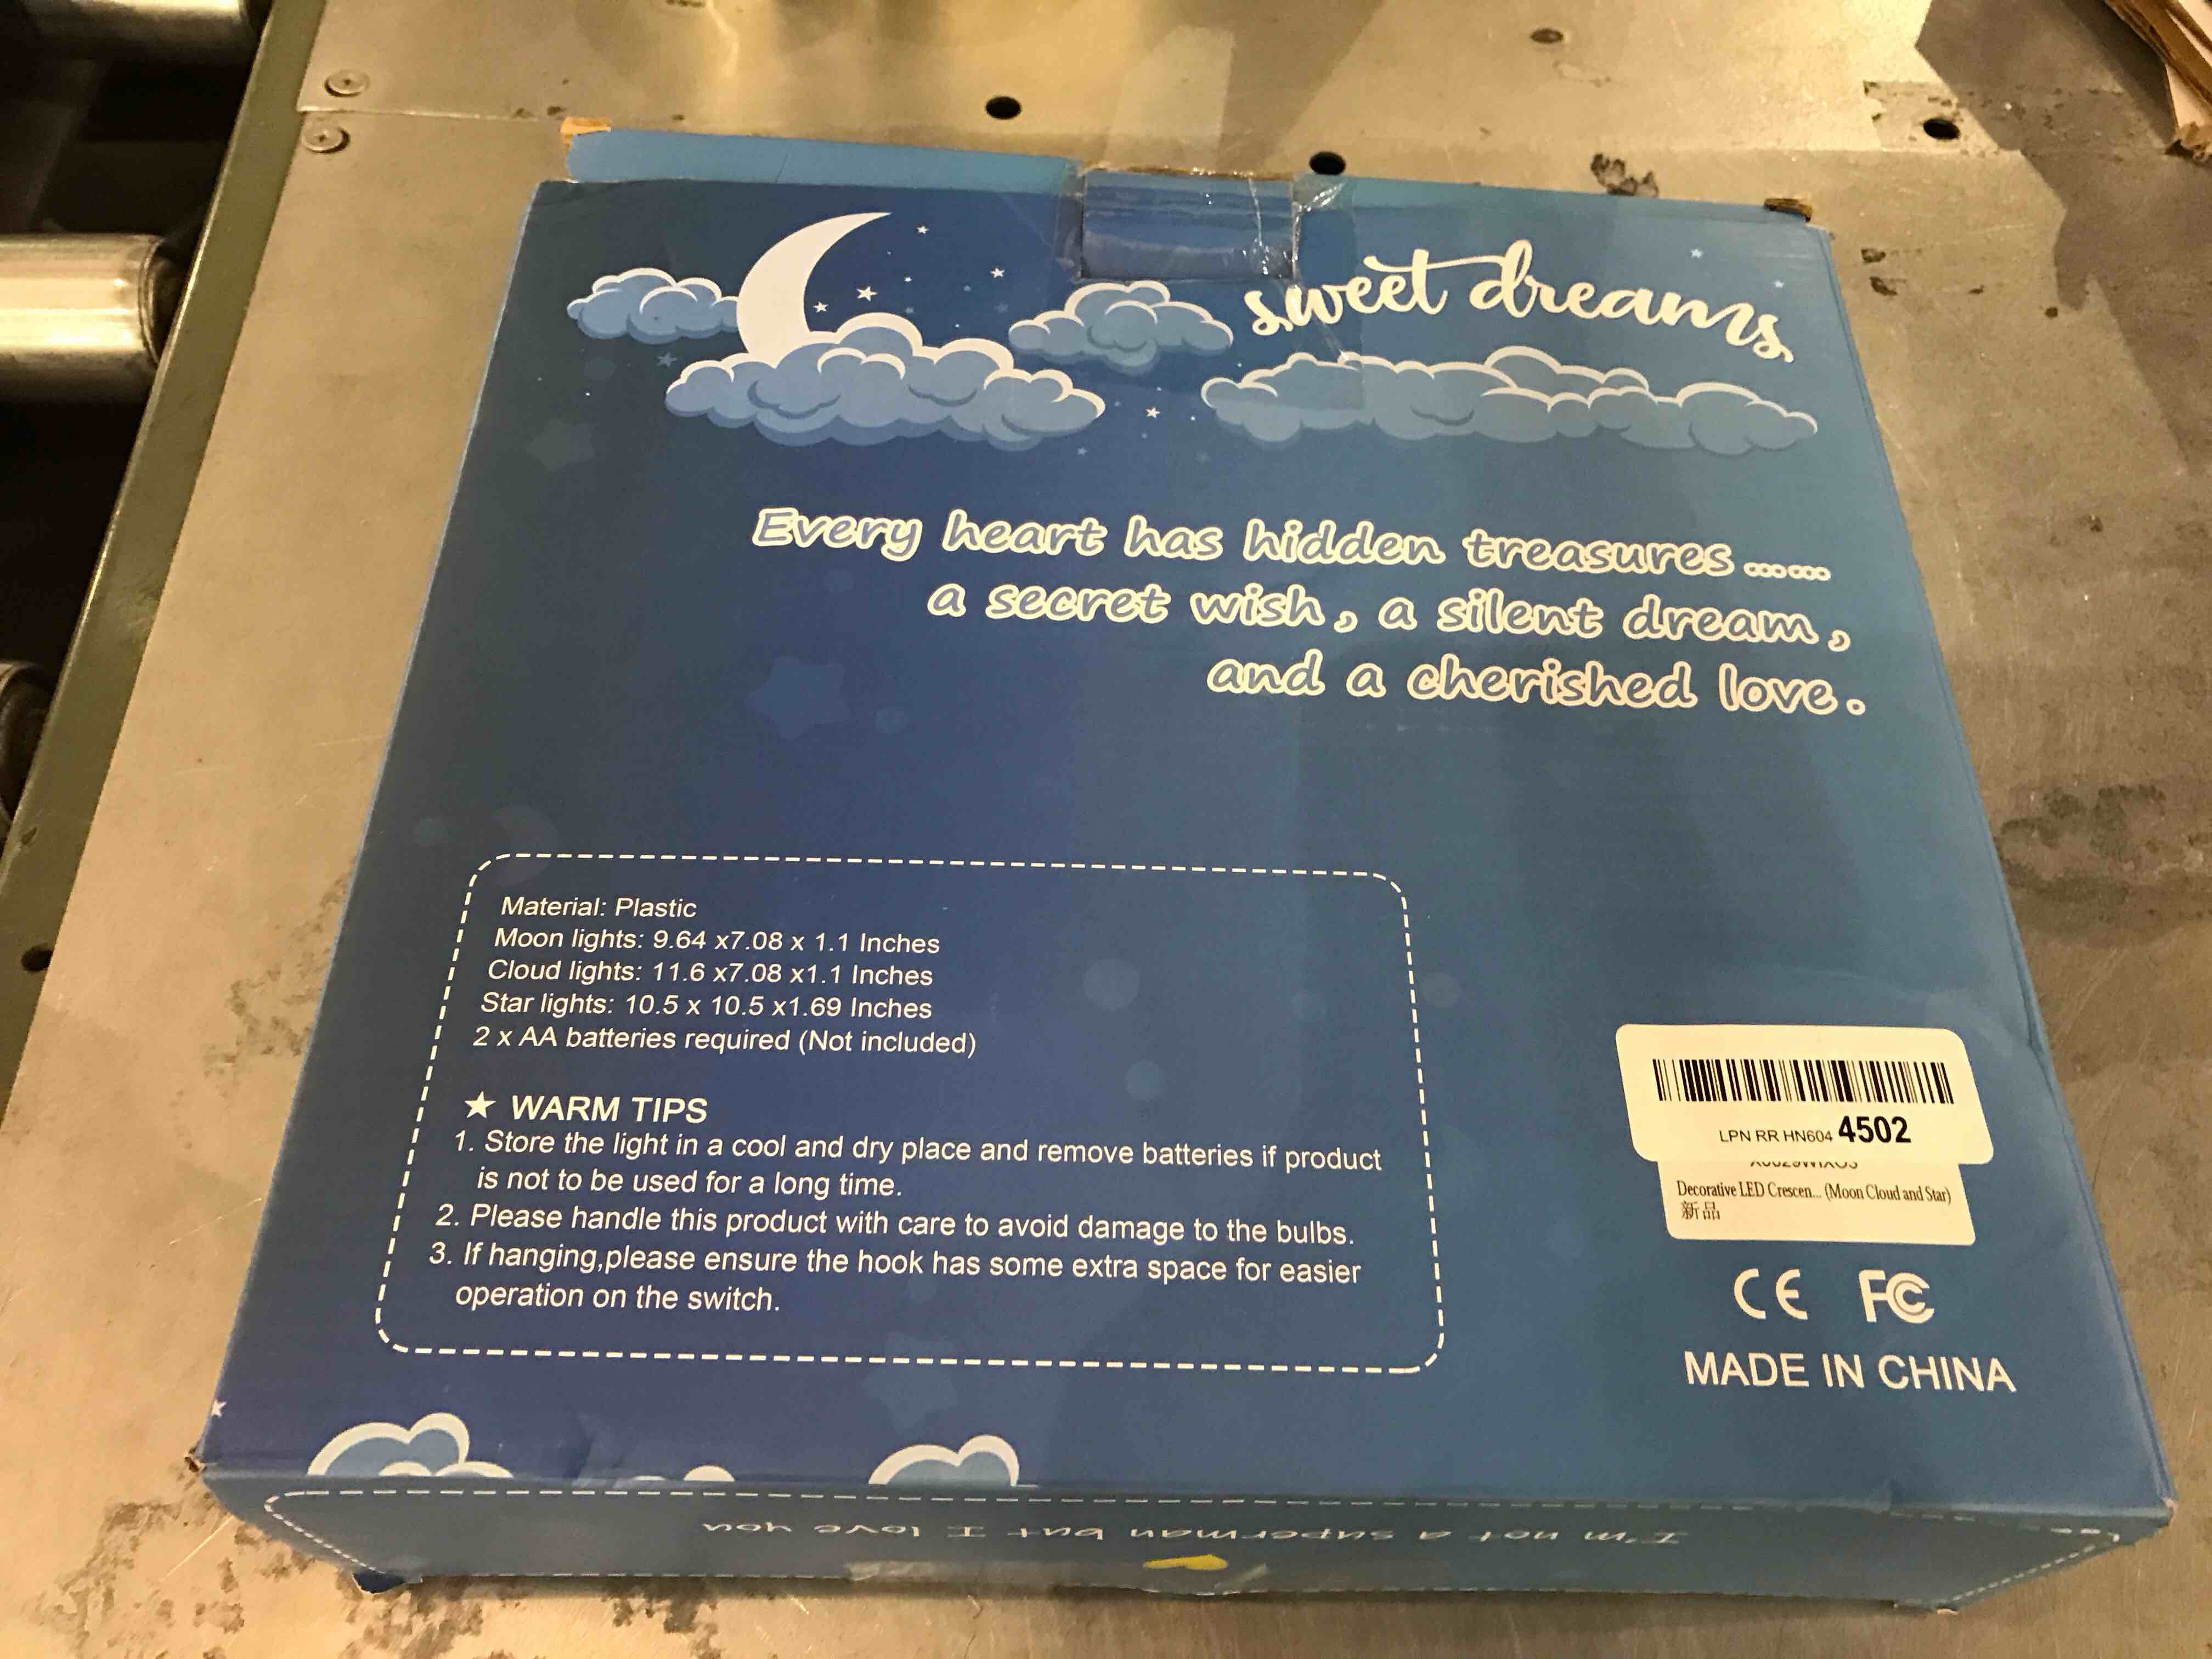 sweet dreams
Every heart has hidden treasures......
a secret wish, a silent dream,
and a cherished love.
Material: Plastic
Moon lights: 9.64 x7.08 x 1.1 Inches
Cloud lights: 11.6 x7.08 x1.1 Inches
Star lights: 10.5 x 10.5 x1.69 Inches
2 x AA batteries required (Not included)
★ WARM TIPS
1. Store the light in a cool and dry place and remove batteries if product
is not to be used for a long time.
2. Please handle this product with care to avoid damage to the bulbs.
3. If hanging,please ensure the hook has some extra space for easier
operation on the switch.
LPN RR HN604 4502
Decorative LED Crescen... (Moon Cloud and Star)
新品
CE FC
MADE IN CHINA
I'm not a superman but I love you